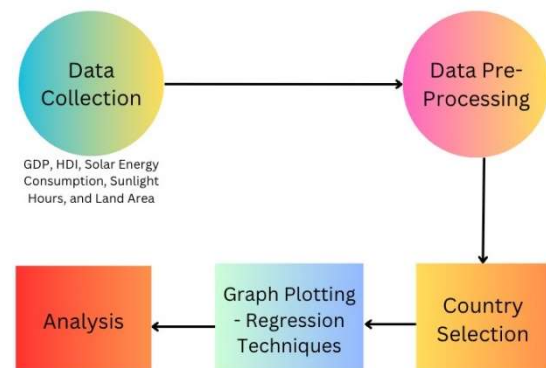 Data
Collection
Data Pre-
Processing
GDP, HDI, Solar Energy
Consumption, Sunlight
Hours, and Land Area
Analysis
Graph Plotting
- Regression
Techniques
Country
Selection